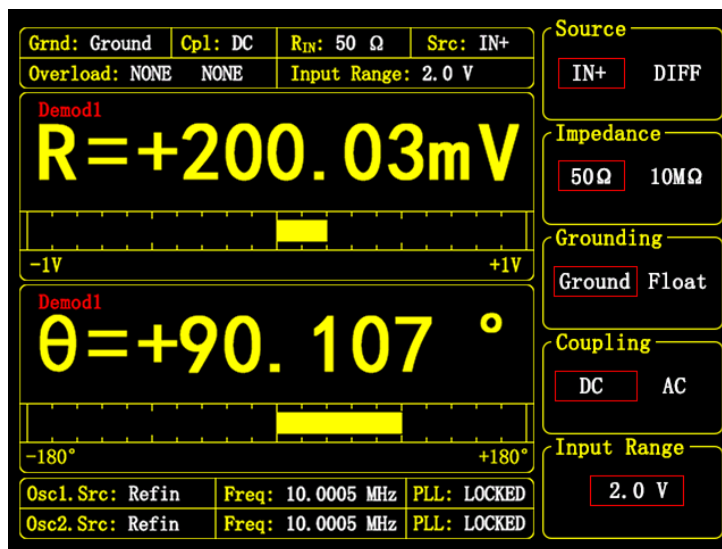 Grnd: Ground Cpl: DC RIN: 50 Ω Src: IN+
Overload: NONE NONE Input Range: 2.0 V
Demod1
R=+200.03mV
-1V +1V
Demod1
θ=+90.107 °
-180° +180°
Osc1.Src: Refin Freq: 10.0005 MHz PLL: LOCKED
Osc2.Src: Refin Freq: 10.0005 MHz PLL: LOCKED
Source
IN+ DIFF
Impedance
50Ω 10MΩ
Grounding
Ground Float
Coupling
DC AC
Input Range
2.0 V